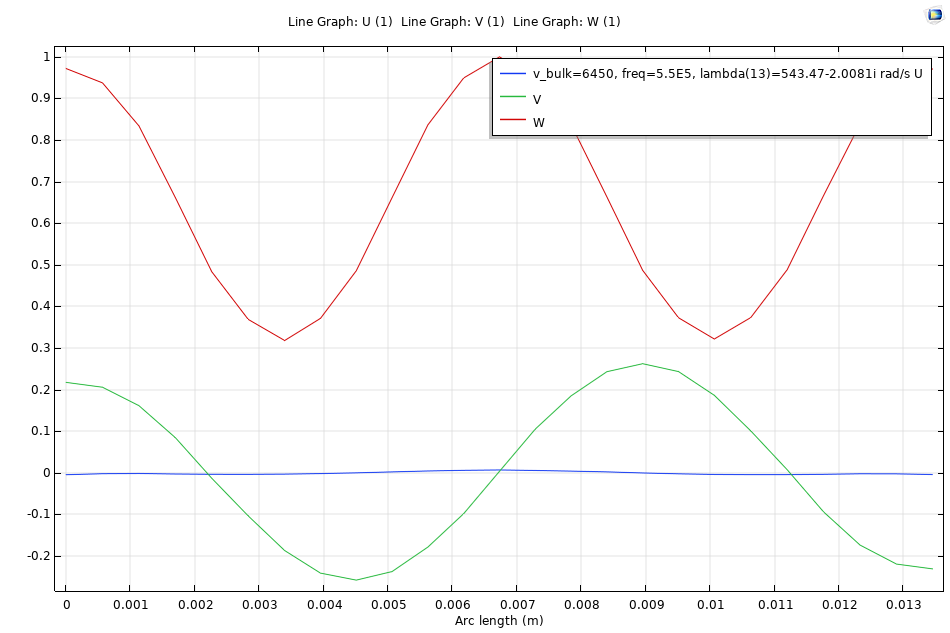 Line Graph: U (1) Line Graph: V (1) Line Graph: W (1)
v_bulk=6450, freq=5.5E5, lambda(13)=543.47-2.0081i rad/s U
V
W
1
0.9
0.8
0.7
0.6
0.5
0.4
0.3
0.2
0.1
0
-0.1
-0.2
0 0.001 0.002 0.003 0.004 0.005 0.006 0.007 0.008 0.009 0.01 0.011 0.012 0.013
Arc length (m)